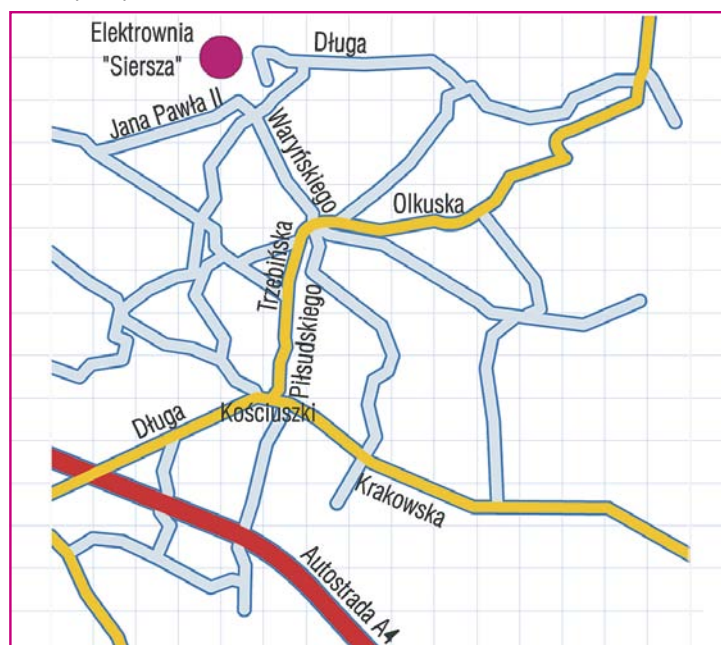 Elektrownia
"Siersza"
Długa
Jana Pawła II
Waryńskiego
Olkuska
Trzebińska
Piłsudskiego
Długa
Kościuszki
Krakowska
Autostrada A4